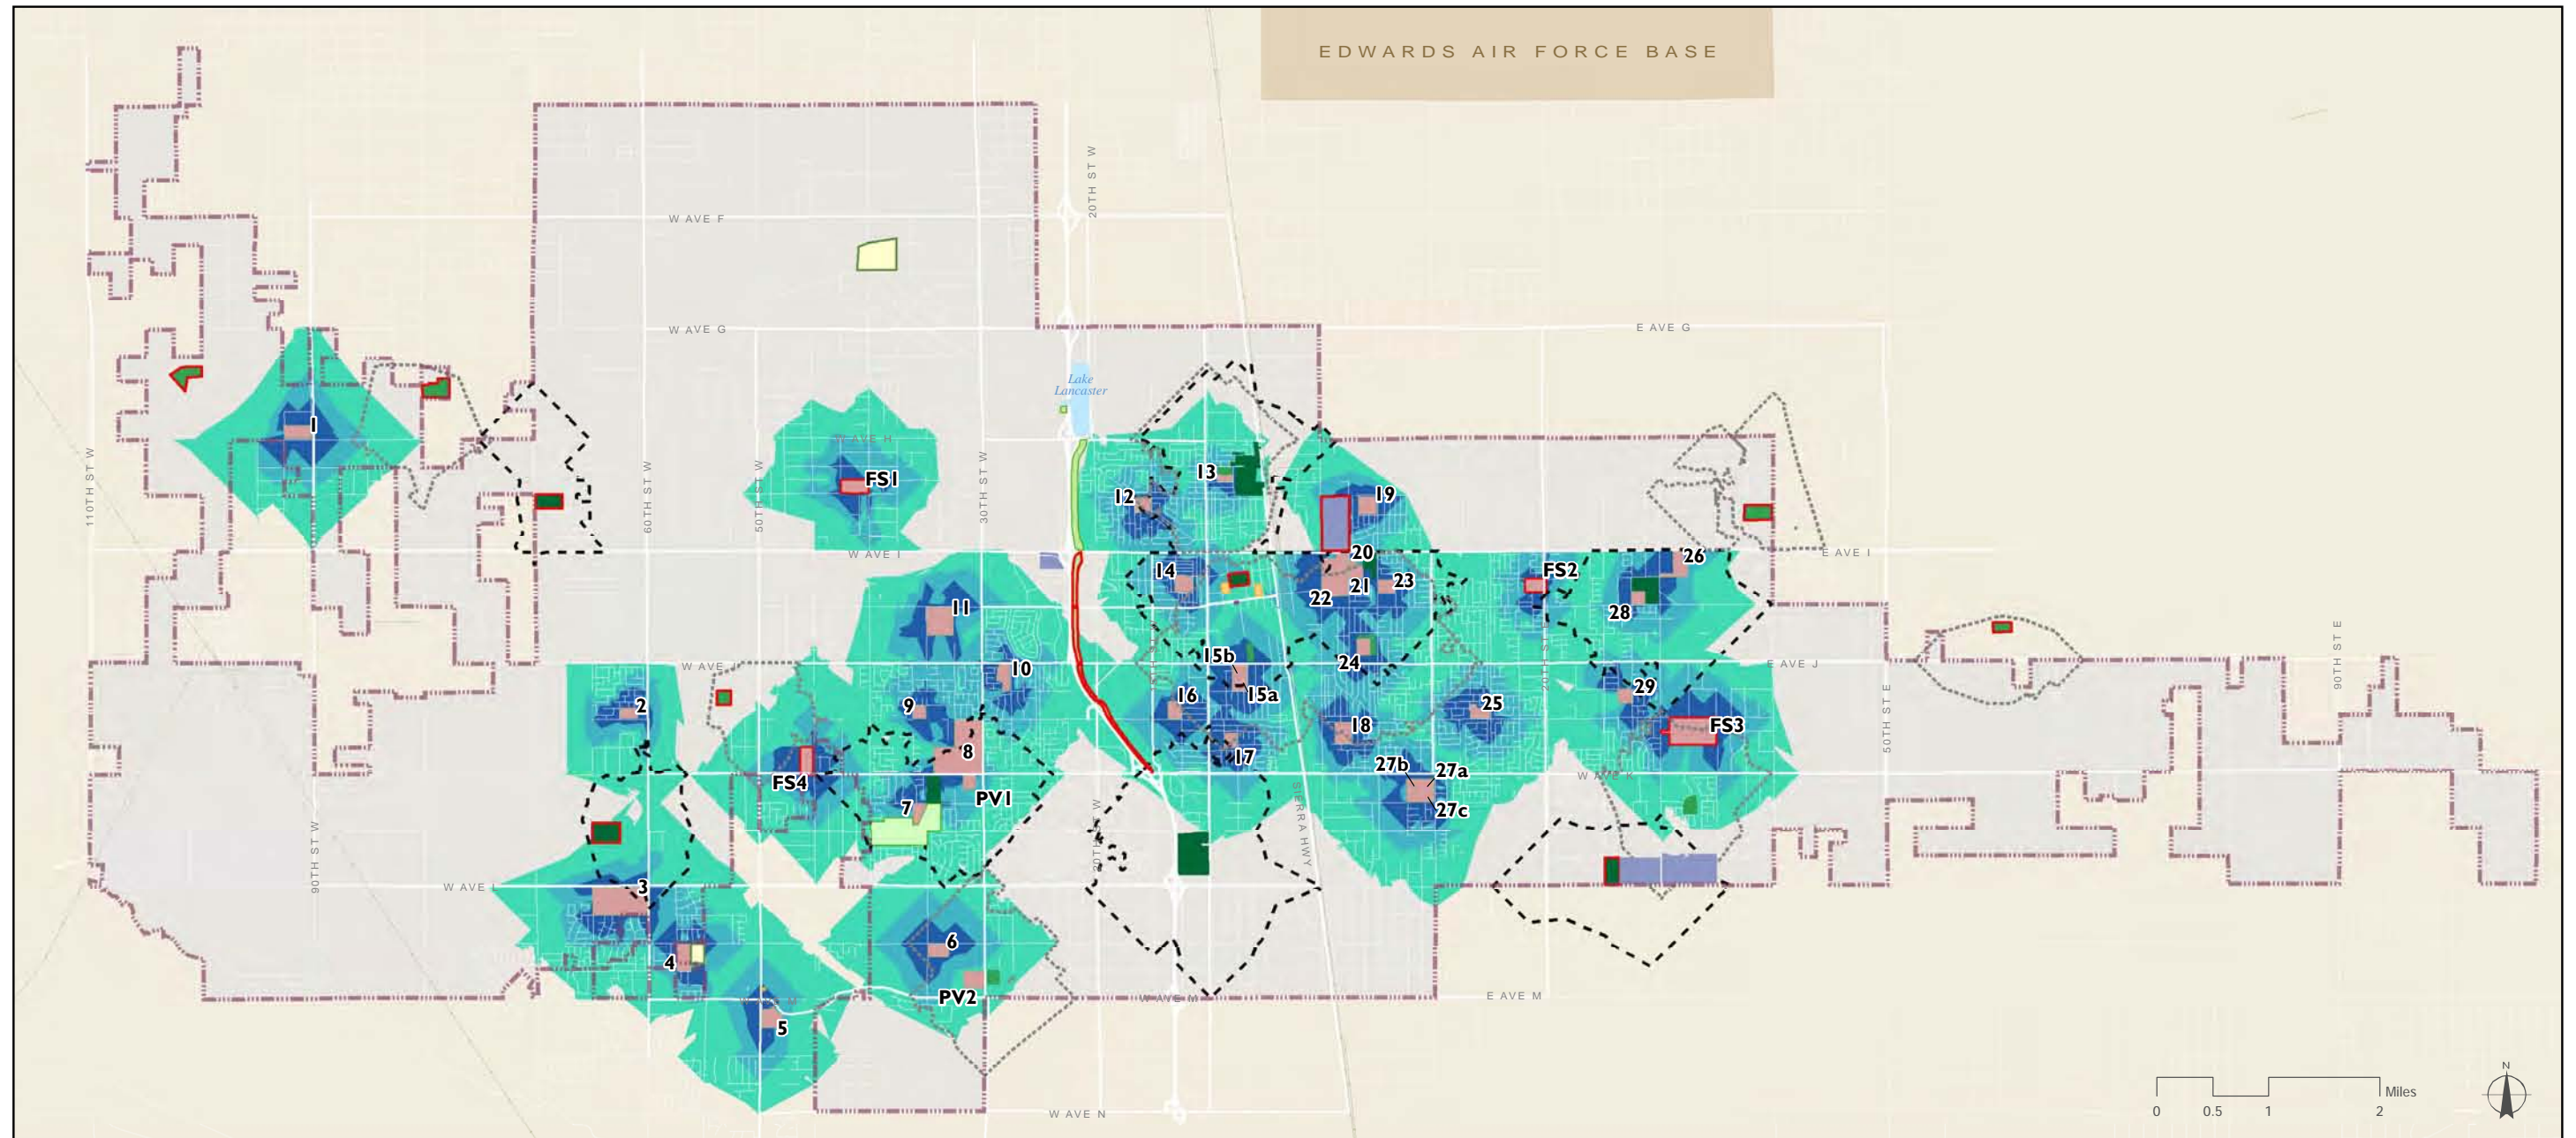 EDWARDS AIR FORCE BASE
20TH ST W
W AVE F
W AVE G
E AVE G
Lake
Lancaster
1
W AVE H
110TH ST W
60TH ST W
50TH ST W
30TH ST W
FS1
13
12
19
W AVE I
20
E AVE I
26
14
FS2
21
23
22
28
11
W AVE J
10
15b
24
E AVE J
90TH ST E
2
9
16
15a
25
29
50TH ST E
18
FS3
8
17
FS4
27b
27a
W AVE K
PV1
7
27c
SIERRA HWY
20TH ST W
90TH ST W
W AVE L
3
4
6
PV2
W AVE M
E AVE M
5
W AVE N
N
0
0.5
1
2
Miles